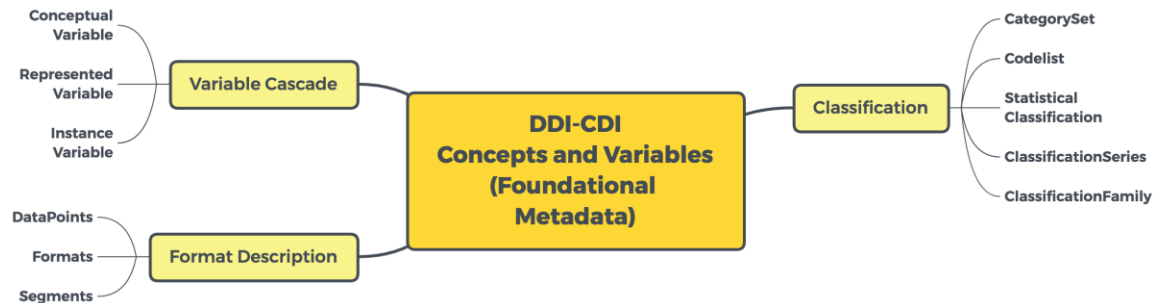 Conceptual
Variable
Represented
Variable
Instance
Variable
Variable Cascade
DataPoints
Formats
Segments
Format Description
DDI-CDI
Concepts and Variables
(Foundational
Metadata)
Classification
CategorySet
Codelist
Statistical
Classification
ClassificationSeries
ClassificationFamily